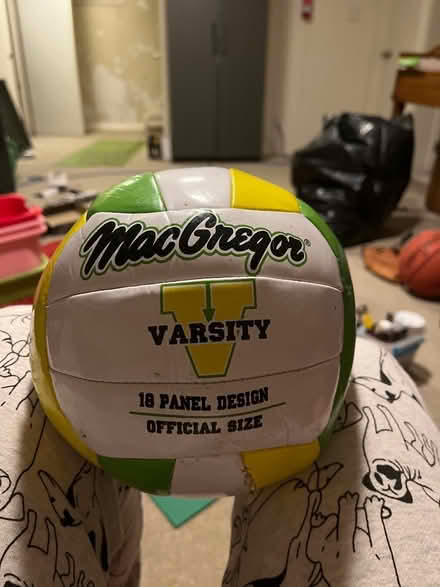 MacGregor®
V
VARSITY
18 PANEL DESIGN
OFFICIAL SIZE